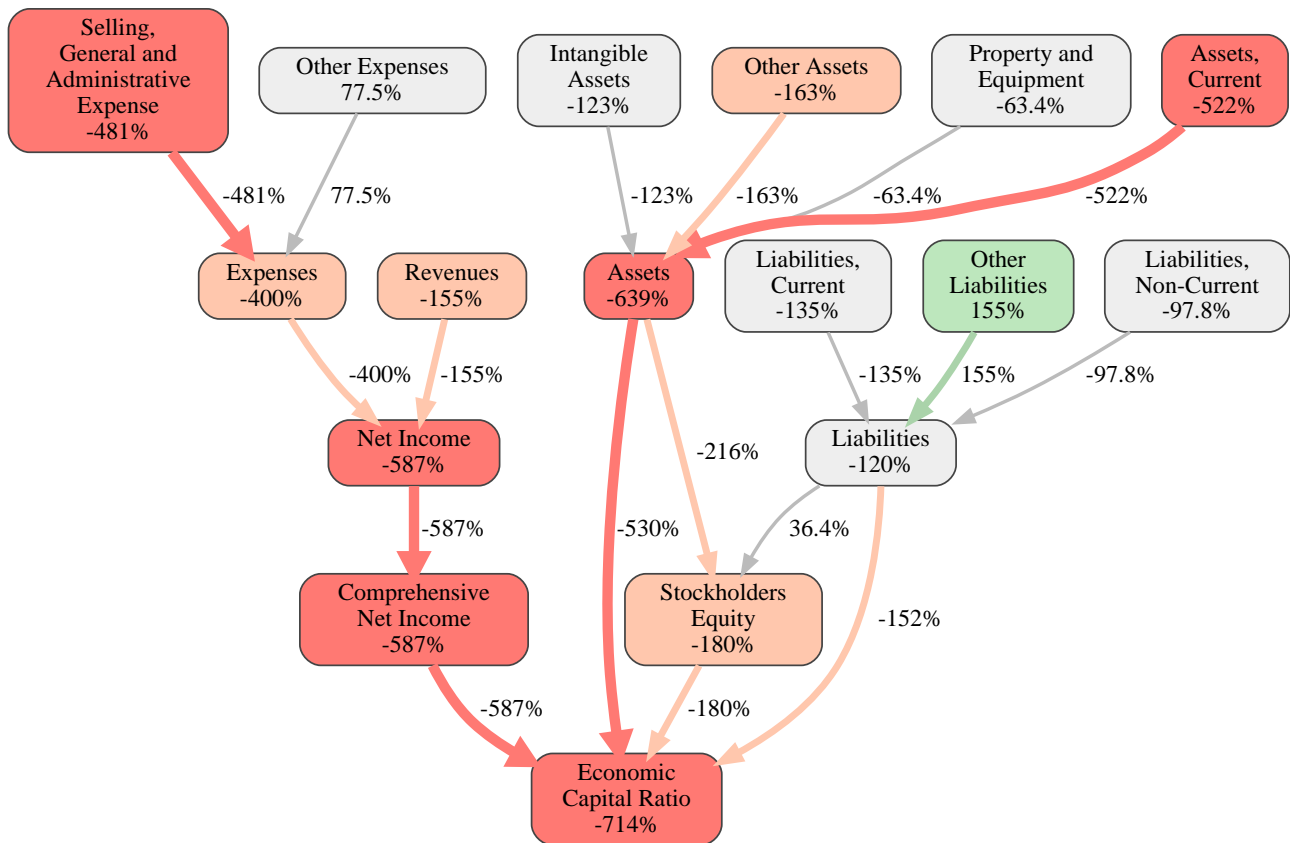 Selling,
General and
Administrative
Expense
-481%
Other Expenses
77.5%
Intangible
Assets
-123%
Other Assets
-163%
Property and
Equipment
-63.4%
Assets,
Current
-522%
-481%
77.5%
-123%
-163%
-63.4%
-522%
Expenses
-400%
Revenues
-155%
Assets
-639%
Liabilities,
Current
-135%
Other
Liabilities
155%
Liabilities,
Non-Current
-97.8%
-400%
-155%
-135%
155%
-97.8%
Net Income
-587%
-216%
Liabilities
-120%
-587%
-530%
36.4%
Comprehensive
Net Income
-587%
Stockholders
Equity
-180%
-152%
-587%
-180%
Economic
Capital Ratio
-714%